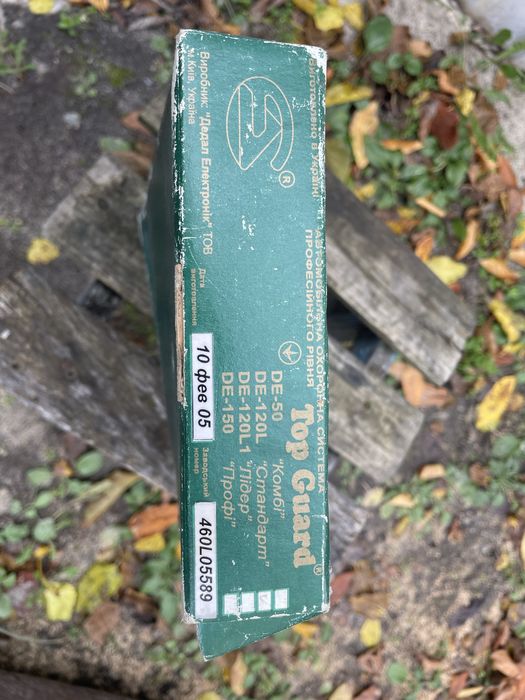 Виготовлено в Україні
АВТОМОБІЛЬНА ОХОРОННА СИСТЕМА
ПРОФЕСІЙНОГО РІВНЯ
Top Guard®
DE-50 "Комбі"
DE-120L "Стандарт"
DE-120L1 "Лідер"
DE-150 "Профі"
®
Виробник: "Дедал Електронік" ТОВ
м.Київ, Україна
Дата
виготовлення
10 фев 05
Заводський
номер
460L05589